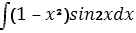 ∫(1 − x²)sin2xdx